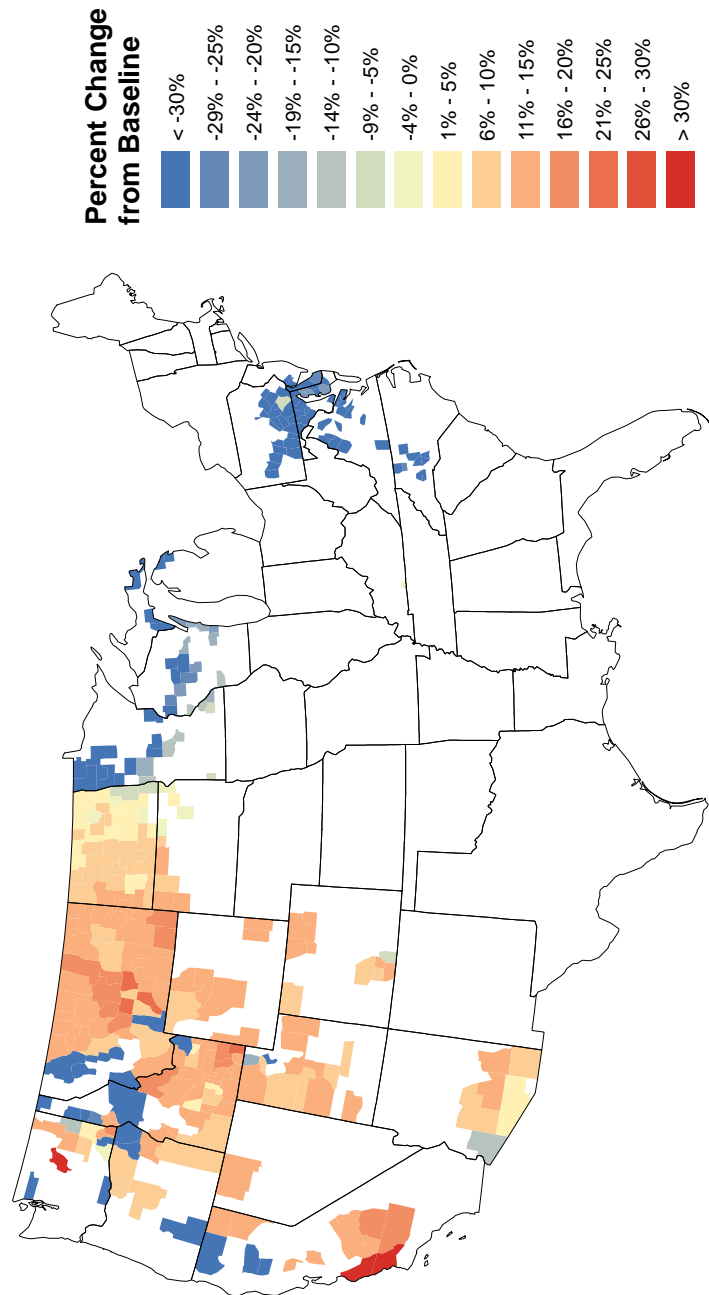 Percent Change
from Baseline
< -30%
-29% - -25%
-24% - -20%
-19% - -15%
-14% - -10%
-9% - -5%
-4% - 0%
1% - 5%
6% - 10%
11% - 15%
16% - 20%
21% - 25%
26% - 30%
> 30%